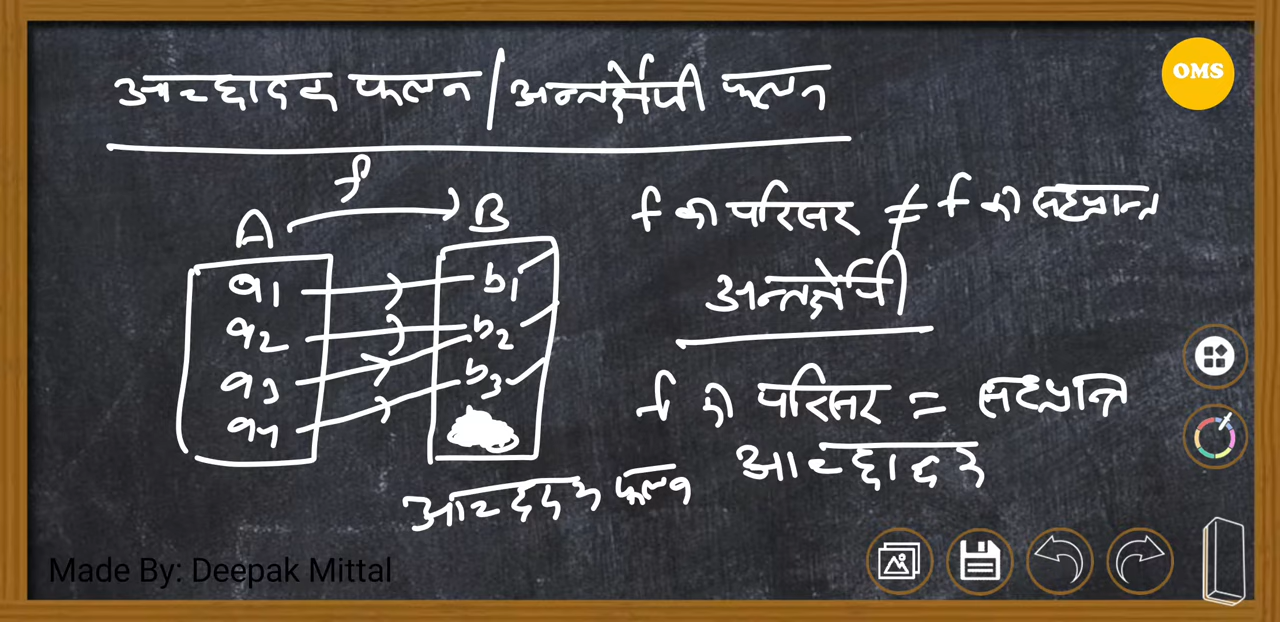 आच्छादक फलन / अन्तर्क्षेपी फलन
OMS
f
A B
f का परिसर ≠ f का सहप्रान्त
a1 b1
a2 b2
a3 b3
a4
अन्तर्क्षेपी
f का परिसर = सहप्रान्त
आच्छादक
आच्छादक फलन
Made By: Deepak Mittal